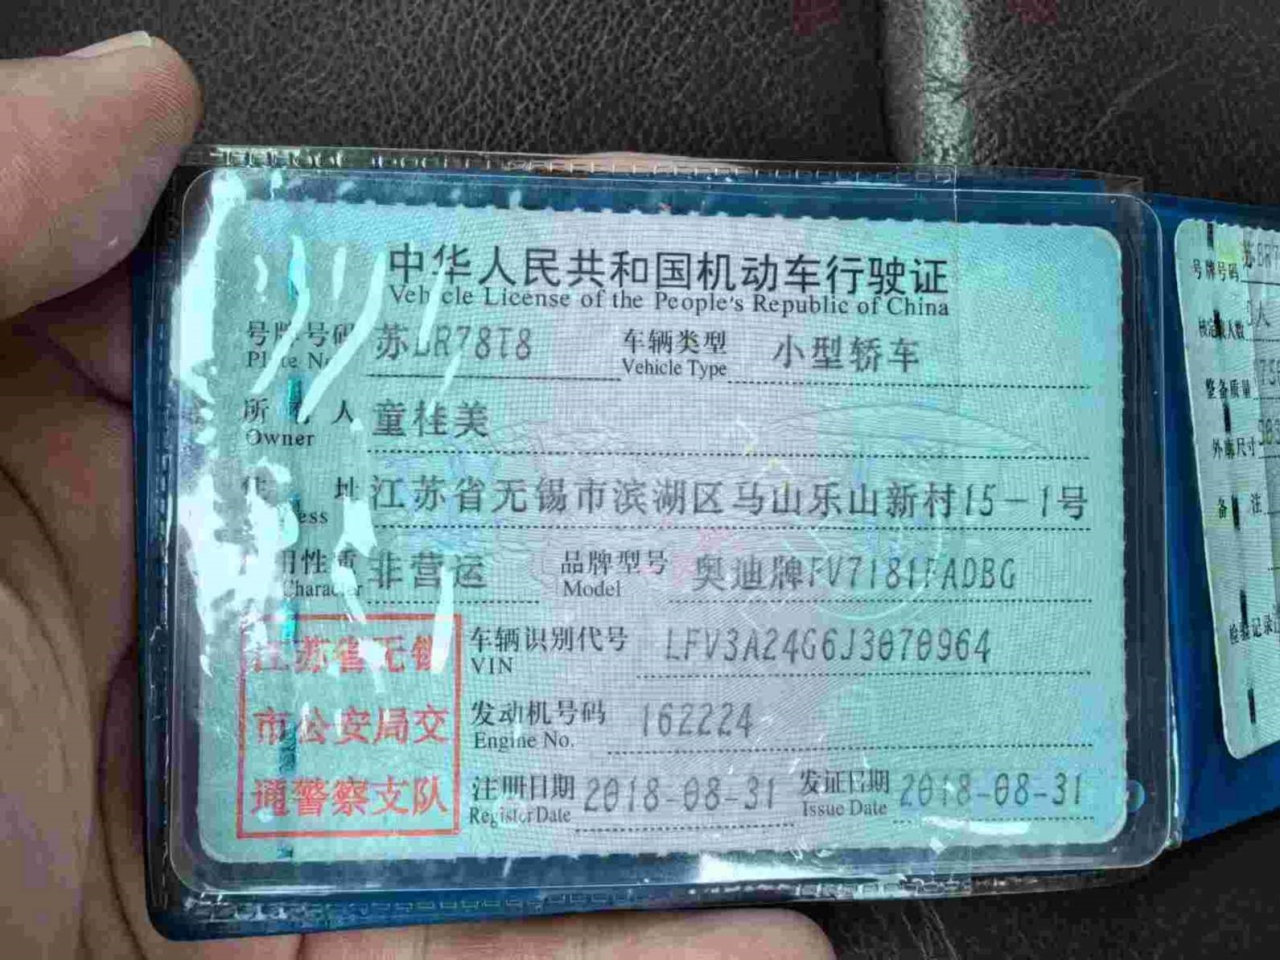 中华人民共和国机动车行驶证
Vehicle License of the People's Republic of China
号牌号码 苏BR78T8 车辆类型 小型轿车
Plate No. Vehicle Type
所有人 童桂美
Owner
住址 江苏省无锡市滨湖区马山乐山新村15-1号
使用性质 非营运 品牌型号 奥迪牌FV7181FADBG
Character Model
江苏省无锡
市公安局交
通警察支队
车辆识别代号 LFV3A24G6J3070964
VIN
发动机号码 162224
Engine No.
注册日期 2018-08-31 发证日期 2018-08-31
Register Date Issue Date
号牌号码
核定载人数
整备质量
外廓尺寸
备注
检验记录